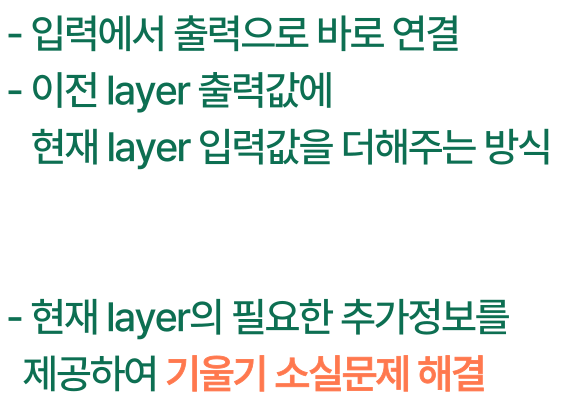 - 입력에서 출력으로 바로 연결
- 이전 layer 출력값에
현재 layer 입력값을 더해주는 방식
- 현재 layer의 필요한 추가정보를
제공하여 기울기 소실문제 해결